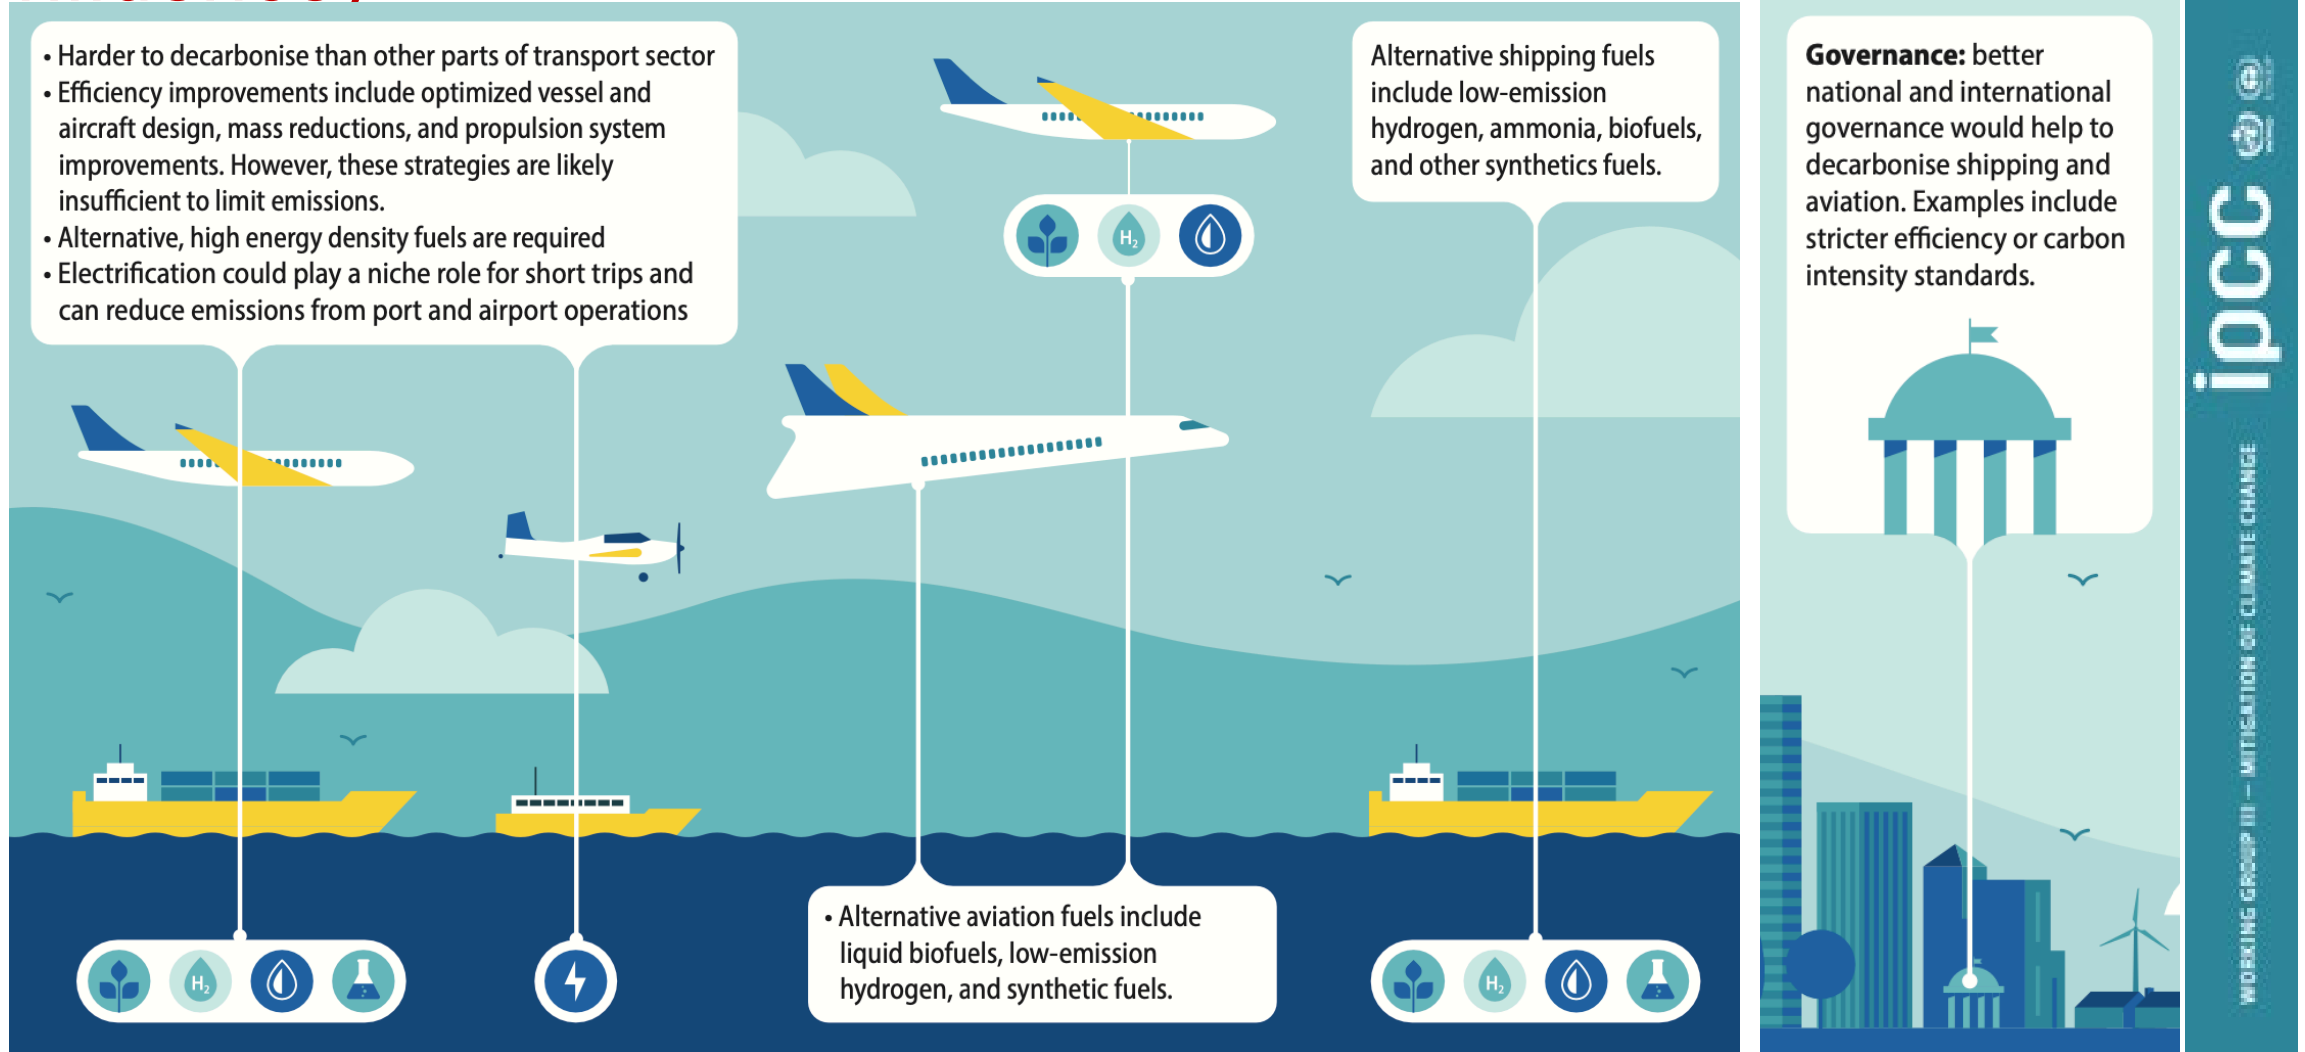 • Harder to decarbonise than other parts of transport sector
• Efficiency improvements include optimized vessel and
aircraft design, mass reductions, and propulsion system
improvements. However, these strategies are likely
insufficient to limit emissions.
• Alternative, high energy density fuels are required
• Electrification could play a niche role for short trips and
can reduce emissions from port and airport operations
H₂
Alternative shipping fuels
include low-emission
hydrogen, ammonia, biofuels,
and other synthetics fuels.
H₂
• Alternative aviation fuels include
liquid biofuels, low-emission
hydrogen, and synthetic fuels.
H₂
Governance: better
national and international
governance would help to
decarbonise shipping and
aviation. Examples include
stricter efficiency or carbon
intensity standards.
ipcc
WORKING GROUP III – MITIGATION OF CLIMATE CHANGE